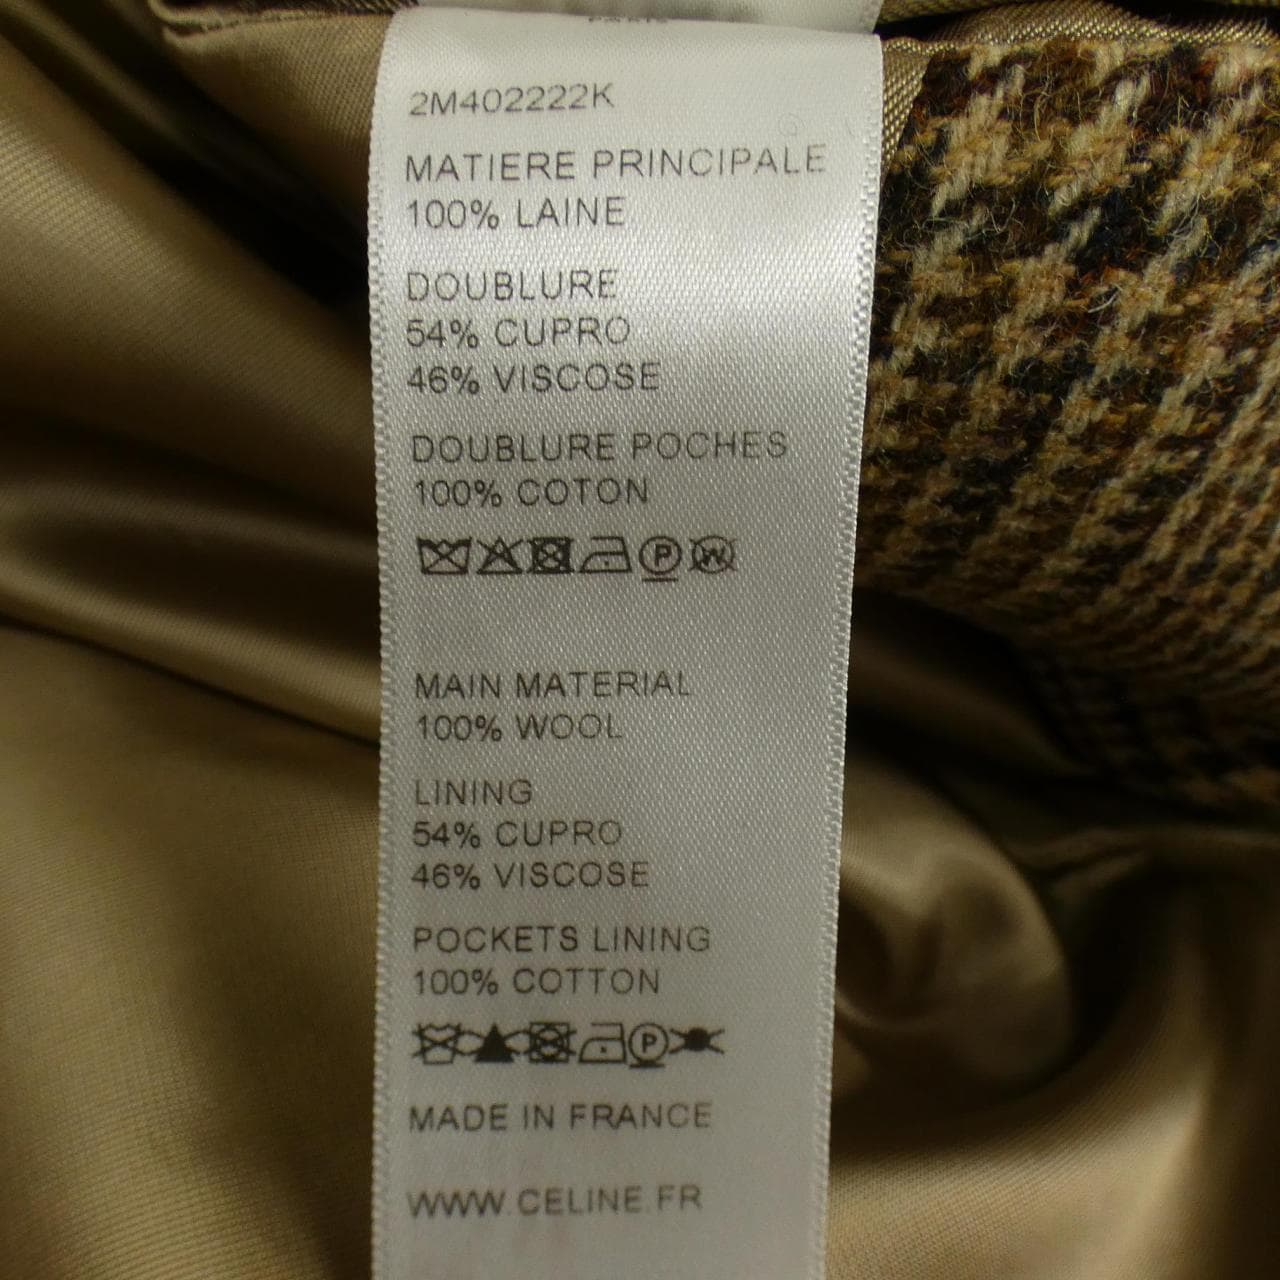 PARIS
2M402222K
MATIERE PRINCIPALE
100% LAINE
DOUBLURE
54% CUPRO
46% VISCOSE
DOUBLURE POCHES
100% COTON
P W
MAIN MATERIAL
100% WOOL
LINING
54% CUPRO
46% VISCOSE
POCKETS LINING
100% COTTON
P
MADE IN FRANCE
WWW.CELINE.FR